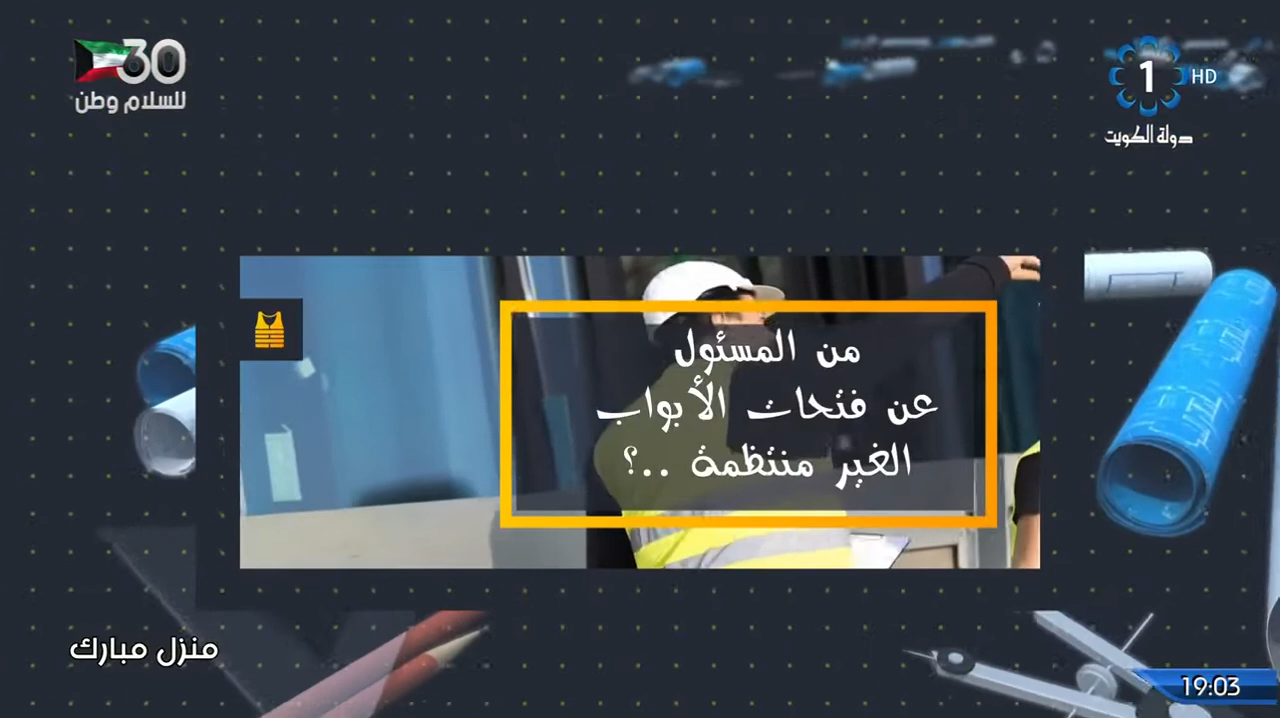 30
للسلام وطن
1 HD
دولة الكويت
من المسئول
عن فتحات الأبواب
الغير منتظمة ..؟
منزل مبارك
19:03